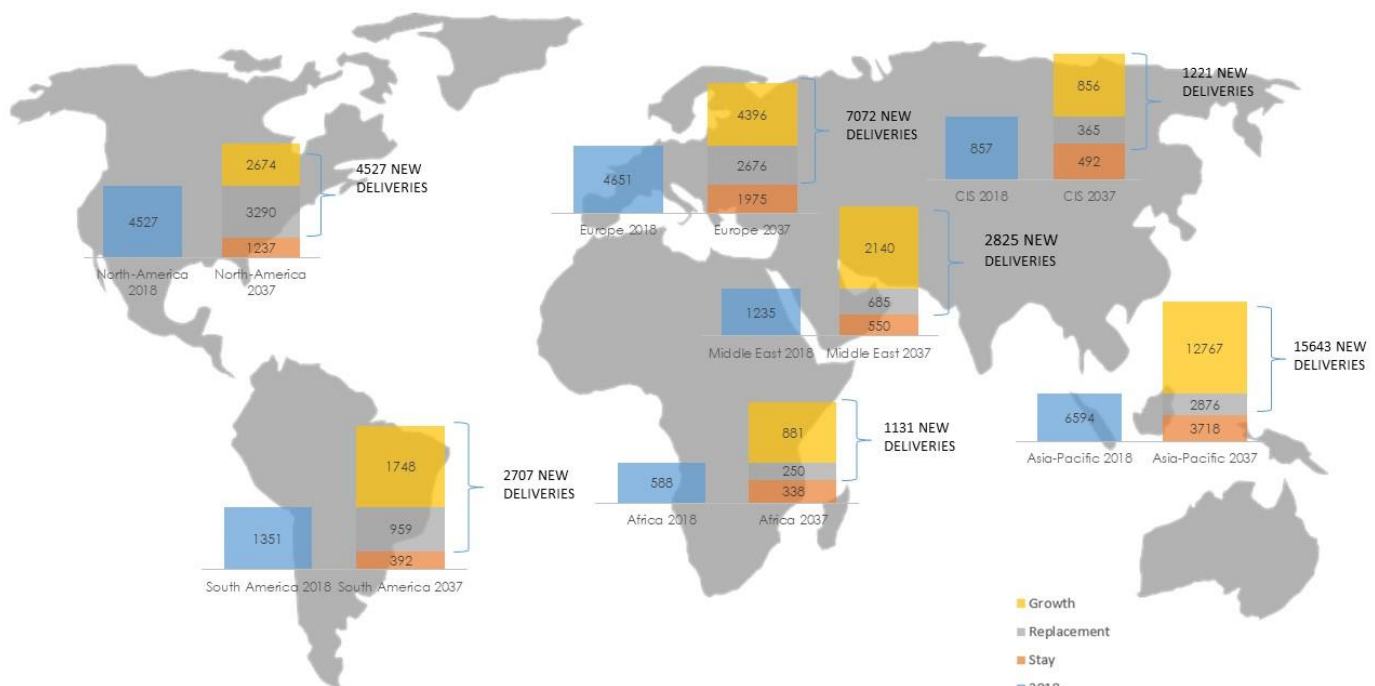 2674
3290
4527
1237
4527 NEW
DELIVERIES
North-America
2018
North-America
2037
4396
2676
4651
1975
7072 NEW
DELIVERIES
Europe 2018
Europe 2037
856
365
857
492
1221 NEW
DELIVERIES
CIS 2018
CIS 2037
2140
685
1235
550
2825 NEW
DELIVERIES
Middle East 2018
Middle East 2037
12767
2876
6594
3718
15643 NEW
DELIVERIES
Asia-Pacific 2018
Asia-Pacific 2037
881
250
588
338
1131 NEW
DELIVERIES
Africa 2018
Africa 2037
1748
959
1351
392
2707 NEW
DELIVERIES
South America 2018
South America 2037
Growth
Replacement
Stay